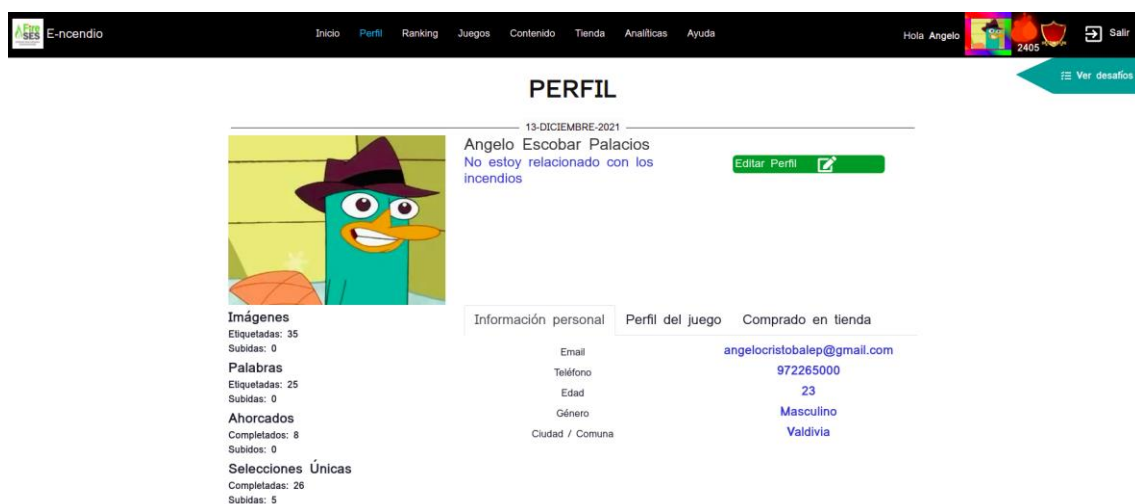 Etre
SES
E-ncendio
Inicio Perfil Ranking Juegos Contenido Tienda Analíticas Ayuda
Hola Angelo
2405
Salir
Ver desafíos
PERFIL
13-DICIEMBRE-2021
Angelo Escobar Palacios
No estoy relacionado con los
incendios
Editar Perfil
Imágenes
Etiquetadas: 35
Subidas: 0
Palabras
Etiquetadas: 25
Subidas: 0
Ahorcados
Completados: 8
Subidos: 0
Selecciones Únicas
Completadas: 26
Subidas: 5
Información personal Perfil del juego Comprado en tienda
Email angelocristobalep@gmail.com
Teléfono 972265000
Edad 23
Género Masculino
Ciudad / Comuna Valdivia